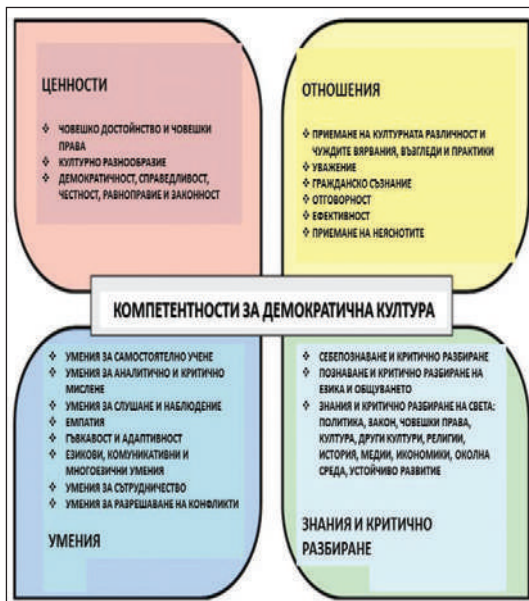 ЦЕННОСТИ
❖ ЧОВЕШКО ДОСТОЙНСТВО И ЧОВЕШКИ
ПРАВА
❖ КУЛТУРНО РАЗНООБРАЗИЕ
❖ ДЕМОКРАТИЧНОСТ, СПРАВЕДЛИВОСТ,
ЧЕСТНОСТ, РАВНОПРАВИЕ И ЗАКОННОСТ
ОТНОШЕНИЯ
❖ ПРИЕМАНЕ НА КУЛТУРНАТА РАЗЛИЧНОСТ И
ЧУЖДИТЕ ВЯРВАНИЯ, ВЪЗГЛЕДИ И ПРАКТИКИ
❖ УВАЖЕНИЕ
❖ ГРАЖДАНСКО СЪЗНАНИЕ
❖ ОТГОВОРНОСТ
❖ ЕФЕКТИВНОСТ
❖ ПРИЕМАНЕ НА НЕЯСНОТИТЕ
КОМПЕТЕНТНОСТИ ЗА ДЕМОКРАТИЧНА КУЛТУРА
❖ УМЕНИЯ ЗА САМОСТОЯТЕЛНО УЧЕНЕ
❖ УМЕНИЯ ЗА АНАЛИТИЧНО И КРИТИЧНО
МИСЛЕНЕ
❖ УМЕНИЯ ЗА СЛУШАНЕ И НАБЛЮДЕНИЕ
❖ ЕМПАТИЯ
❖ ГЪВКАВОСТ И АДАПТИВНОСТ
❖ ЕЗИКОВИ, КОМУНИКАТИВНИ И
МНОГОЕЗИЧНИ УМЕНИЯ
❖ УМЕНИЯ ЗА СЪТРУДНИЧЕСТВО
❖ УМЕНИЯ ЗА РАЗРЕШАВАНЕ НА КОНФЛИКТИ
УМЕНИЯ
❖ СЕБЕПОЗНАВАНЕ И КРИТИЧНО РАЗБИРАНЕ
❖ ПОЗНАВАНЕ И КРИТИЧНО РАЗБИРАНЕ НА
ЕЗИКА И ОБЩУВАНЕТО
❖ ЗНАНИЯ И КРИТИЧНО РАЗБИРАНЕ НА СВЕТА:
ПОЛИТИКА, ЗАКОН, ЧОВЕШКИ ПРАВА,
КУЛТУРА, ДРУГИ КУЛТУРИ, РЕЛИГИИ,
ИСТОРИЯ, МЕДИИ, ИКОНОМИКИ, ОКОЛНА
СРЕДА, УСТОЙЧИВО РАЗВИТИЕ
ЗНАНИЯ И КРИТИЧНО
РАЗБИРАНЕ